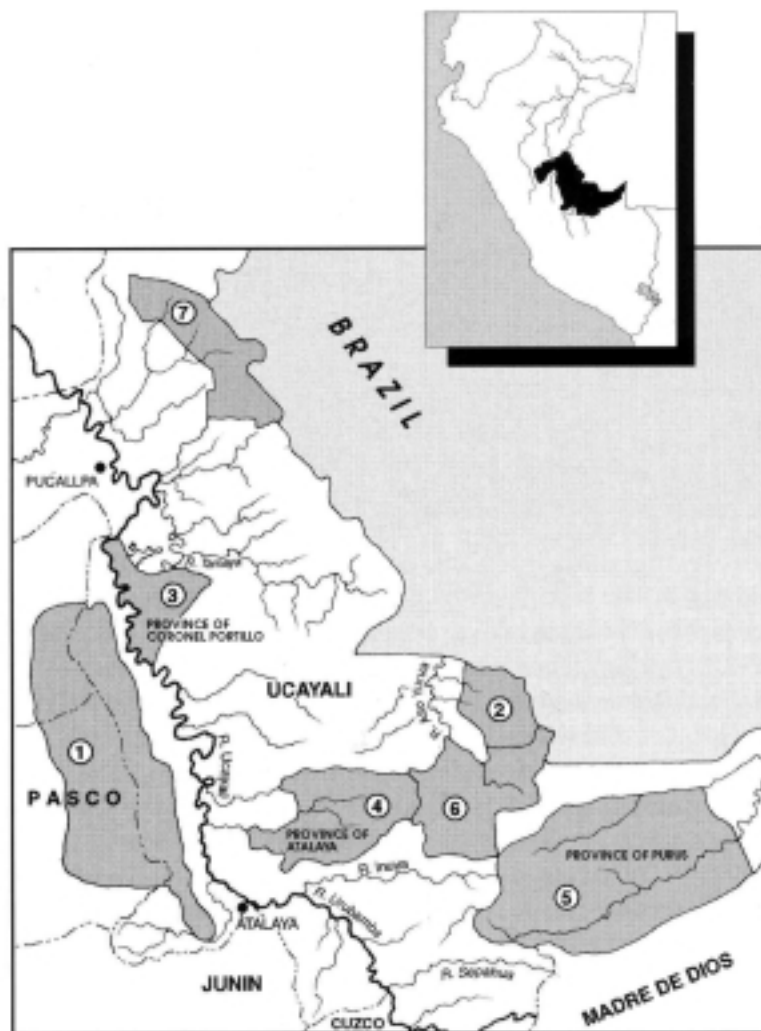 7
BRAZIL
PUCALLPA
3
PROVINCE OF
CORONEL PORTILLO
UCAYALI
2
1
PASCO
R. Ucayali
4
6
PROVINCE OF
ATALAYA
PROVINCE OF PURUS
R. Inuya
5
R. Urubamba
ATALAYA
R. Sepahua
JUNIN
MADRE DE DIOS
CUZCO